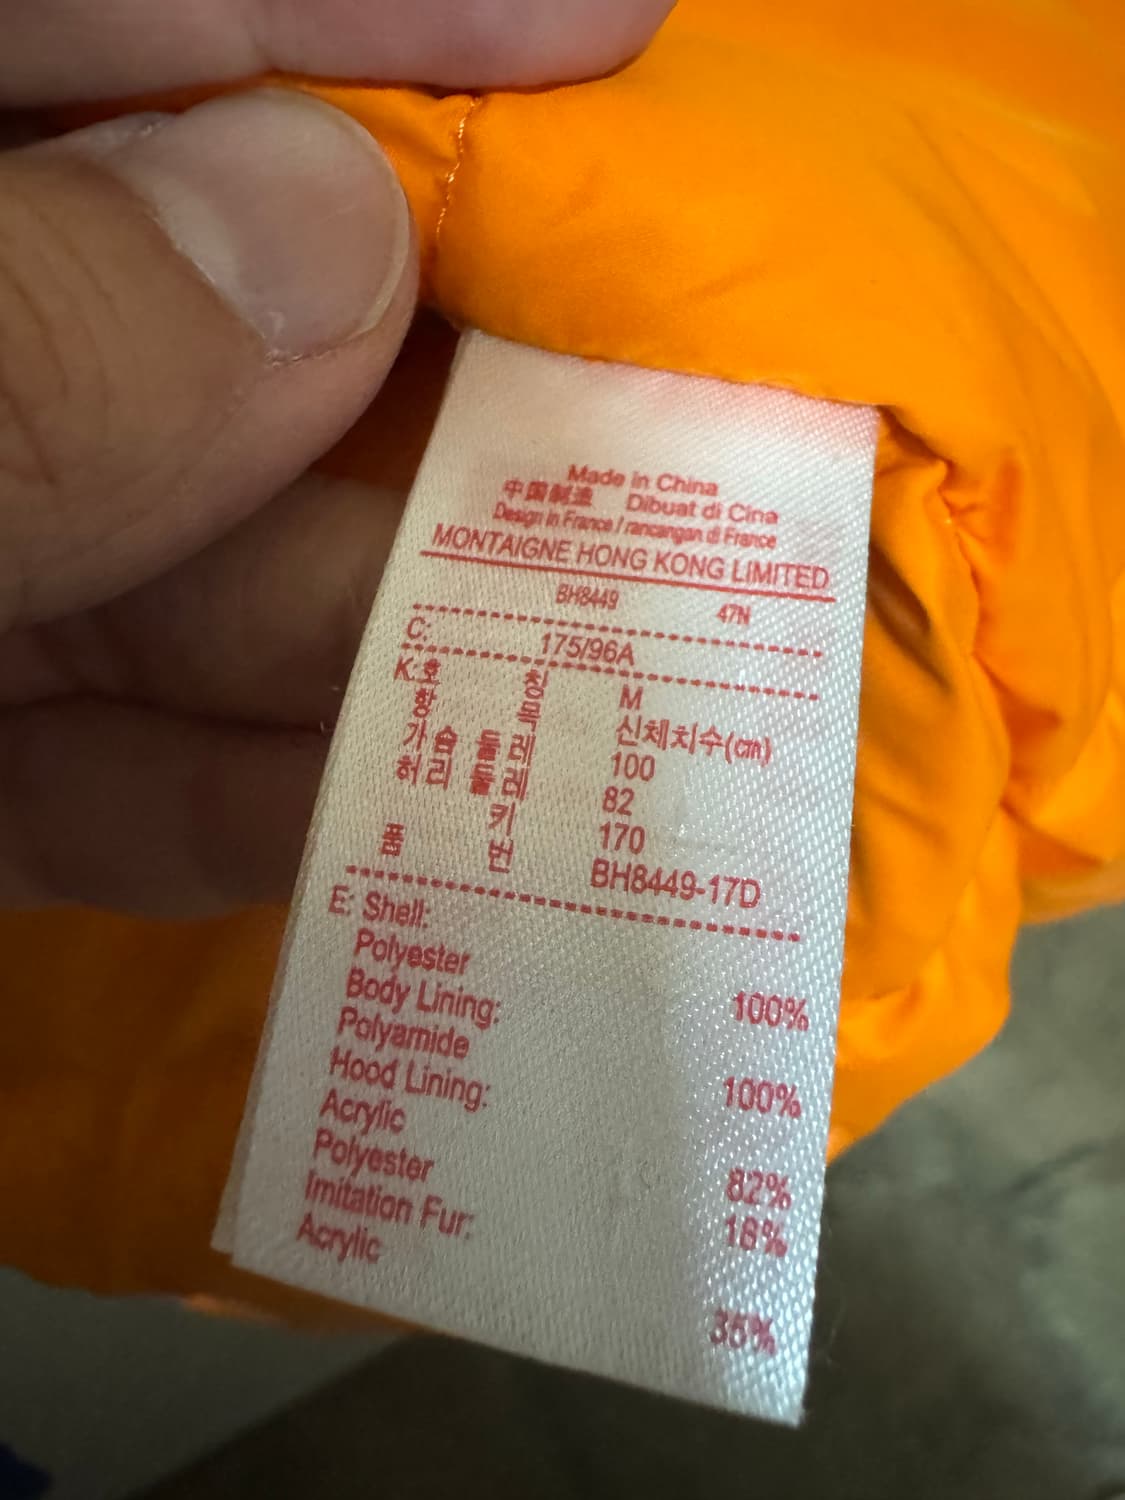 Made in China
中国制造 Dibuat di Cina
Design in France / rancangan di France
MONTAIGNE HONG KONG LIMITED
BH8449 47N
C: 175/96A
K:호 칭 M
항 목 신체치수(cm)
가 슴 둘 레 100
허 리 둘 레 82
키 170
품 번 BH8449-17D
E: Shell:
Polyester 100%
Body Lining:
Polyamide 100%
Hood Lining:
Acrylic 82%
Polyester 18%
Imitation Fur:
Acrylic 35%